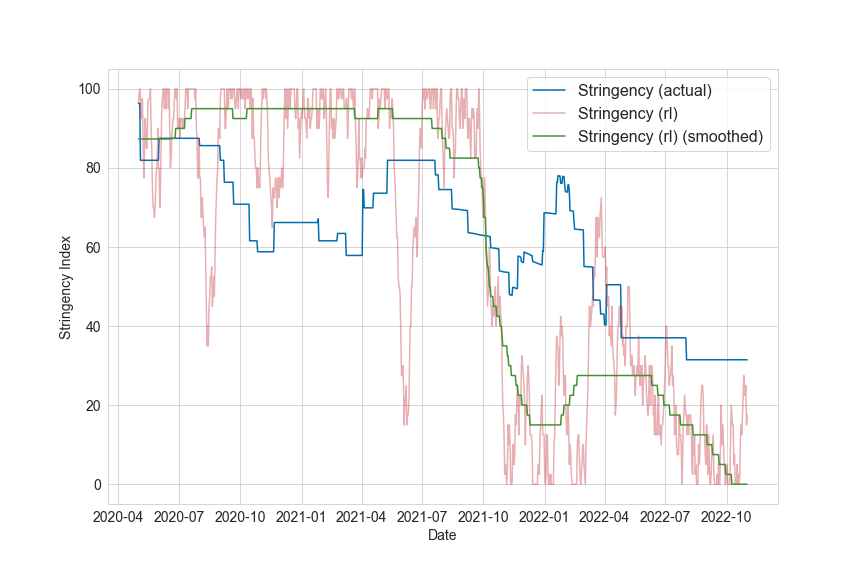 Stringency (actual)
Stringency (rl)
Stringency (rl) (smoothed)
Stringency Index
100
80
60
40
20
0
2020-04 2020-07 2020-10 2021-01 2021-04 2021-07 2021-10 2022-01 2022-04 2022-07 2022-10
Date